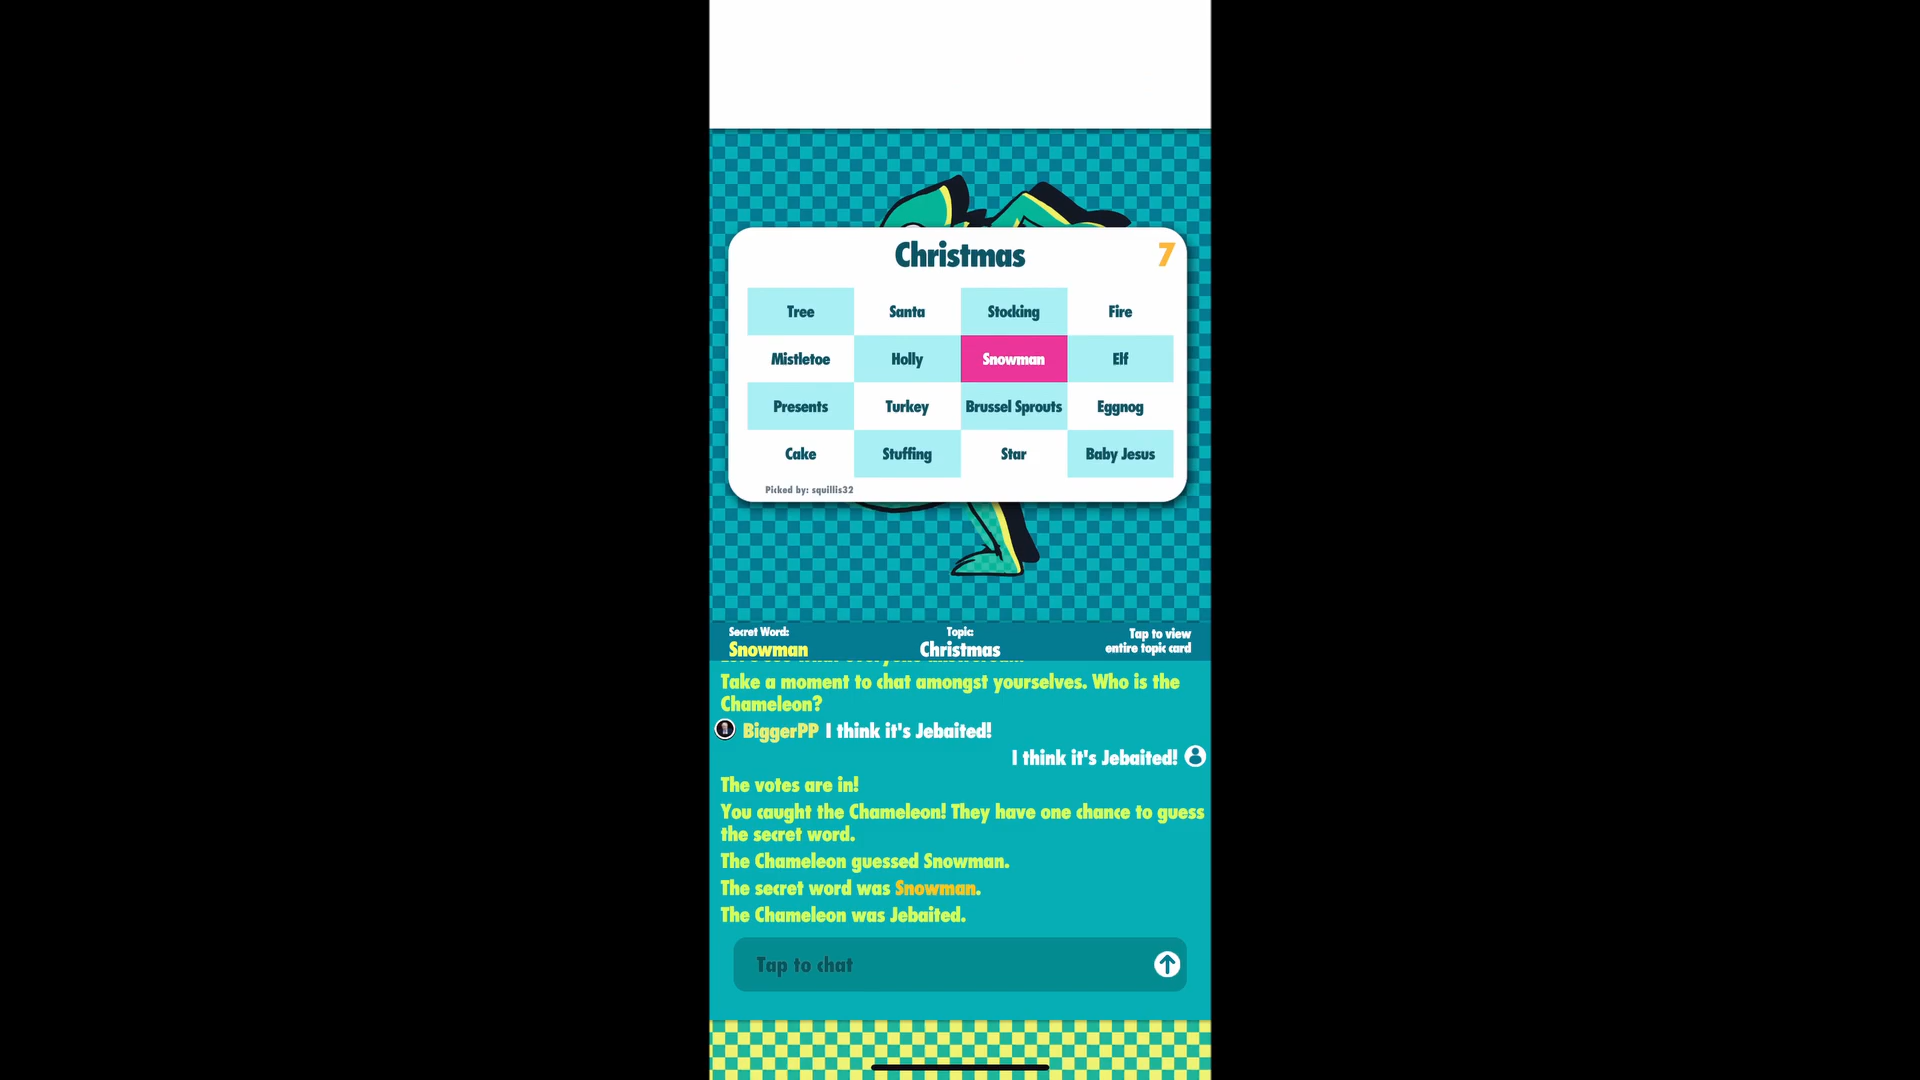 Christmas
7
Tree Santa Stocking Fire
Mistletoe Holly Snowman Elf
Presents Turkey Brussel Sprouts Eggnog
Cake Stuffing Star Baby Jesus
Picked by: squillis32
Secret Word:
Snowman
Topic:
Christmas
Tap to view
entire topic card
Take a moment to chat amongst yourselves. Who is the
Chameleon?
BiggerPP I think it's Jebaited!
I think it's Jebaited!
The votes are in!
You caught the Chameleon! They have one chance to guess
the secret word.
The Chameleon guessed Snowman.
The secret word was Snowman.
The Chameleon was Jebaited.
Tap to chat